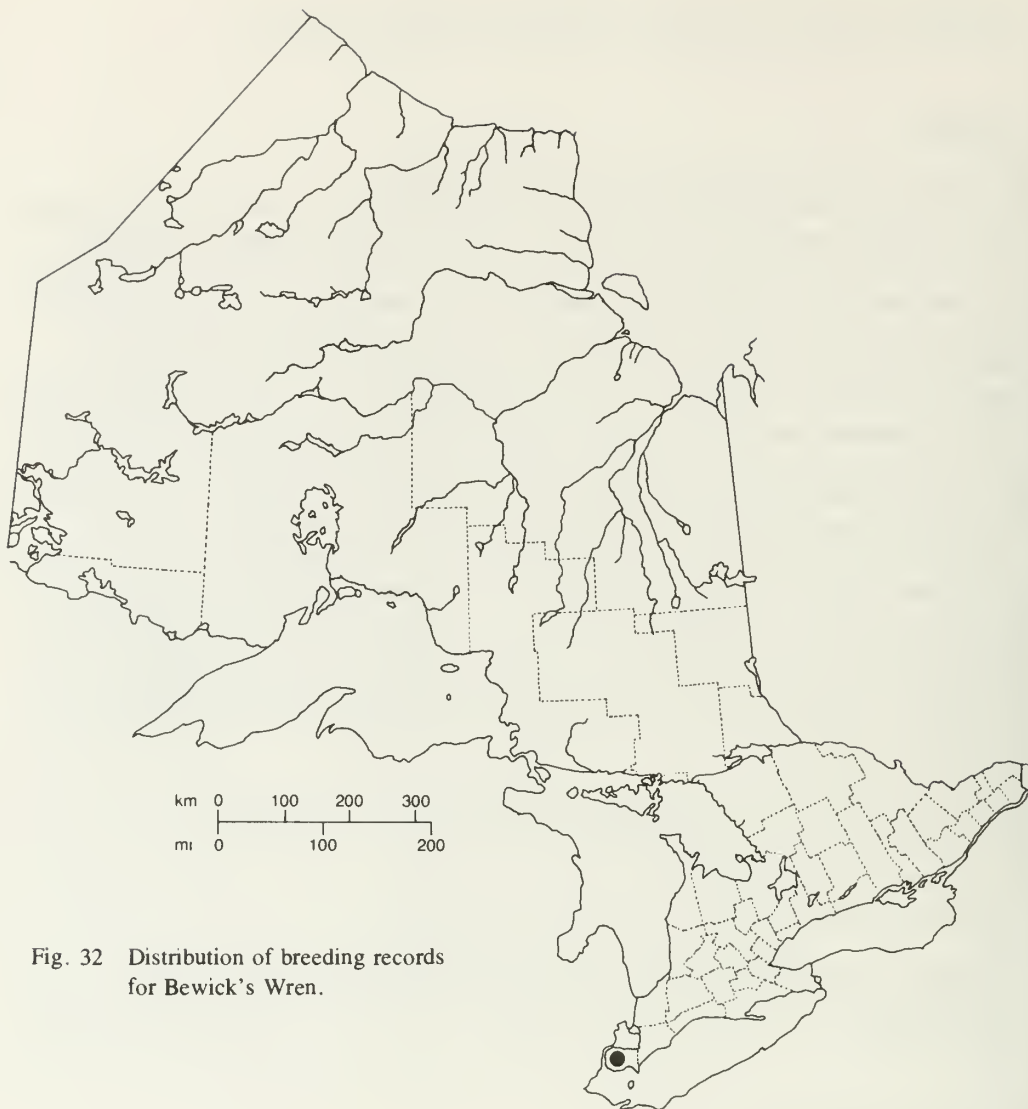 km 0 100 200 300
mi 0 100 200
Fig. 32 Distribution of breeding records
for Bewick's Wren.